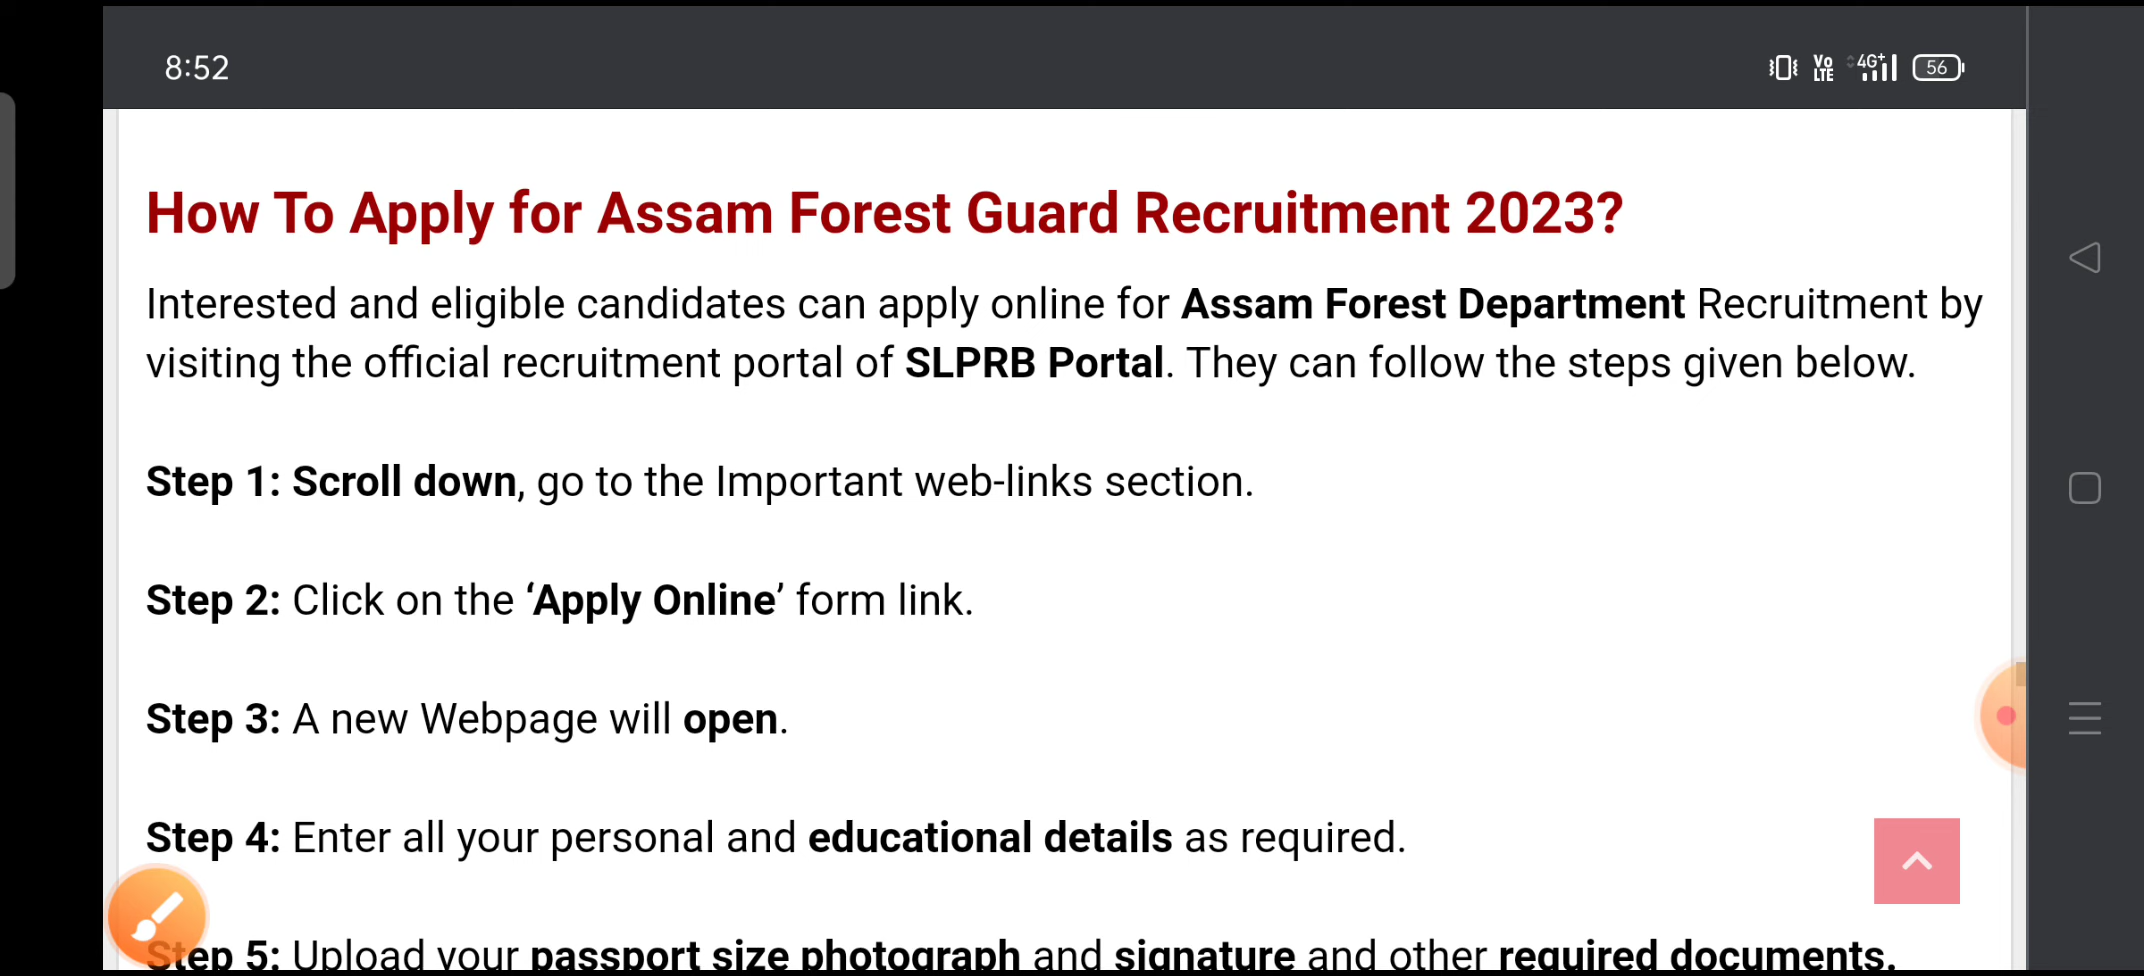 8:52
Vo
LTE
4G+
56
How To Apply for Assam Forest Guard Recruitment 2023?
Interested and eligible candidates can apply online for Assam Forest Department Recruitment by
visiting the official recruitment portal of SLPRB Portal. They can follow the steps given below.
Step 1: Scroll down, go to the Important web-links section.
Step 2: Click on the ‘Apply Online’ form link.
Step 3: A new Webpage will open.
Step 4: Enter all your personal and educational details as required.
Step 5: Upload your passport size photograph and signature and other required documents.